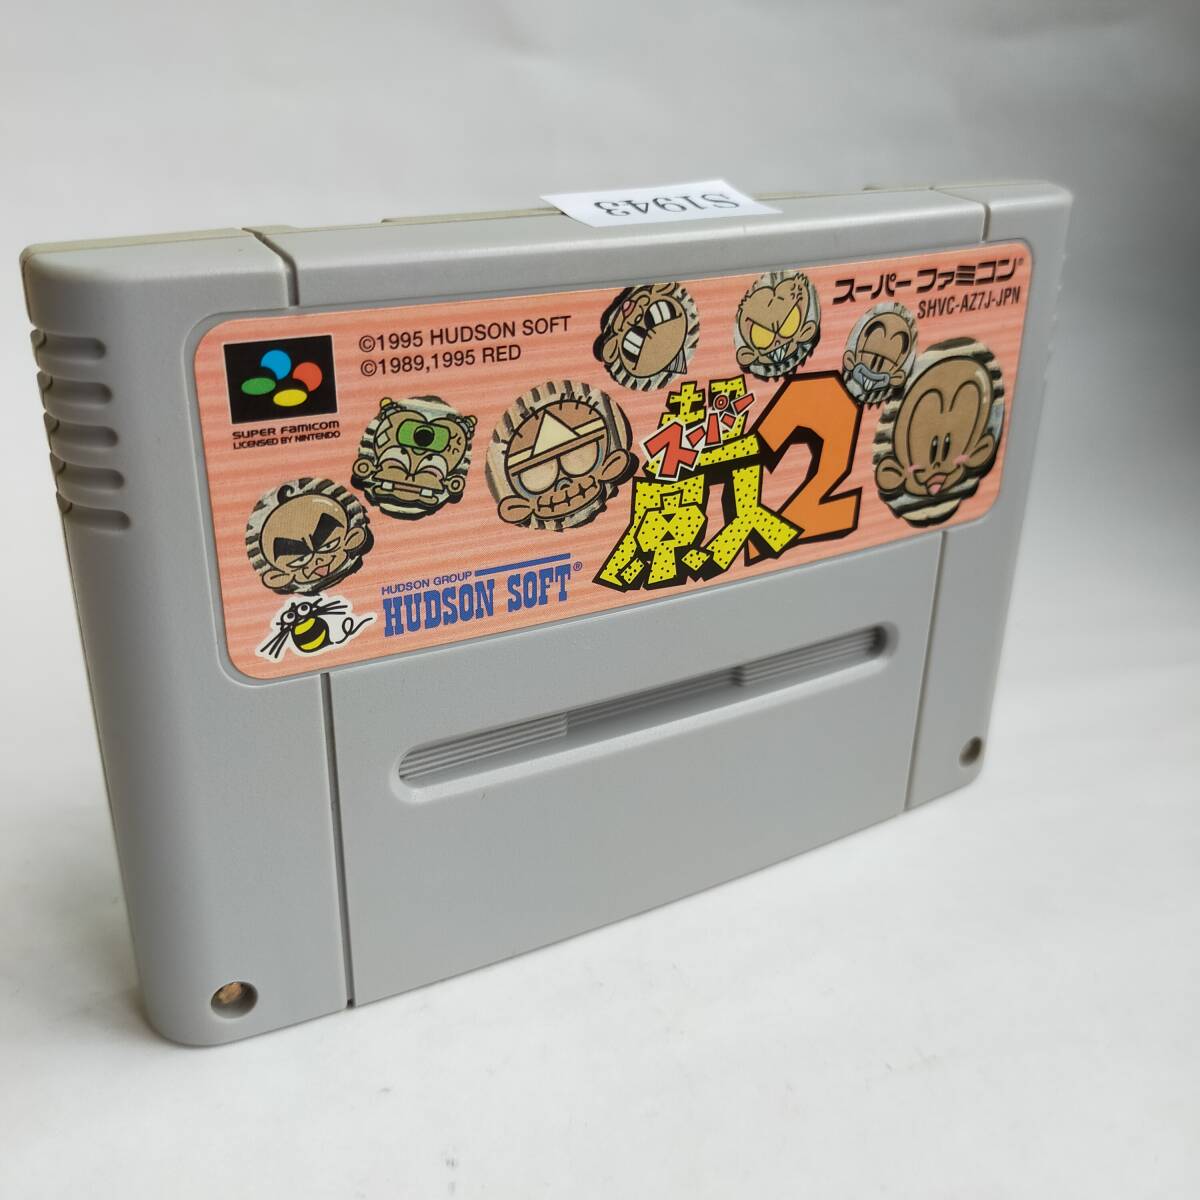 S1943
スーパー ファミコン®
SHVC-AZ7J-JPN
©1995 HUDSON SOFT
©1989,1995 RED
SUPER FAMICOM
LICENSED BY NINTENDO
超
スーパー
原人2
HUDSON GROUP
HUDSON SOFT®